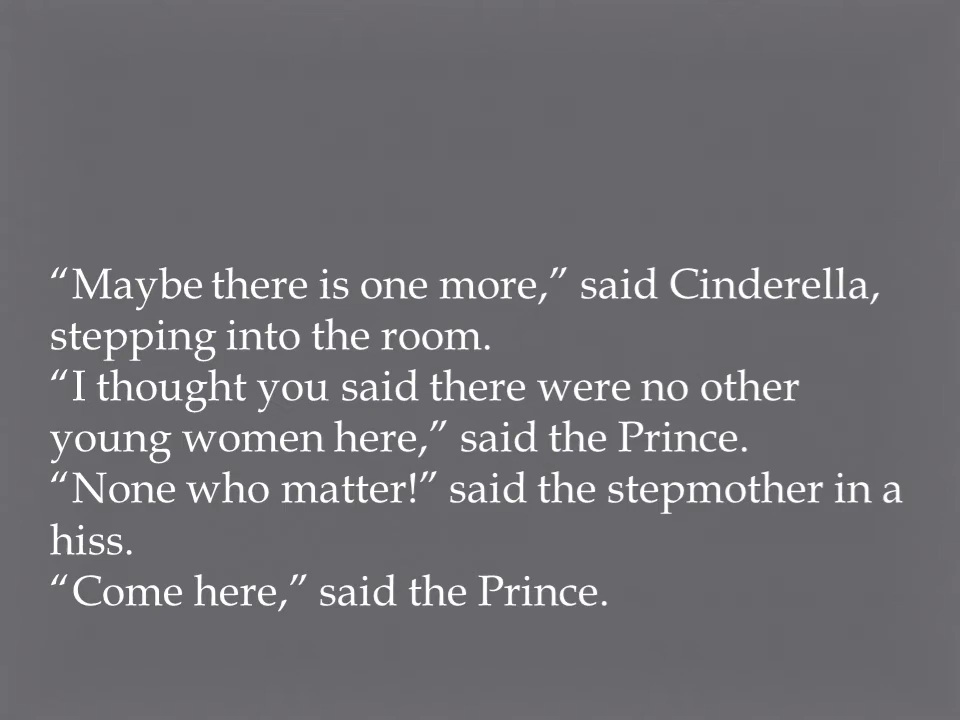 “Maybe there is one more,” said Cinderella,
stepping into the room.
“I thought you said there were no other
young women here,” said the Prince.
“None who matter!” said the stepmother in a
hiss.
“Come here,” said the Prince.